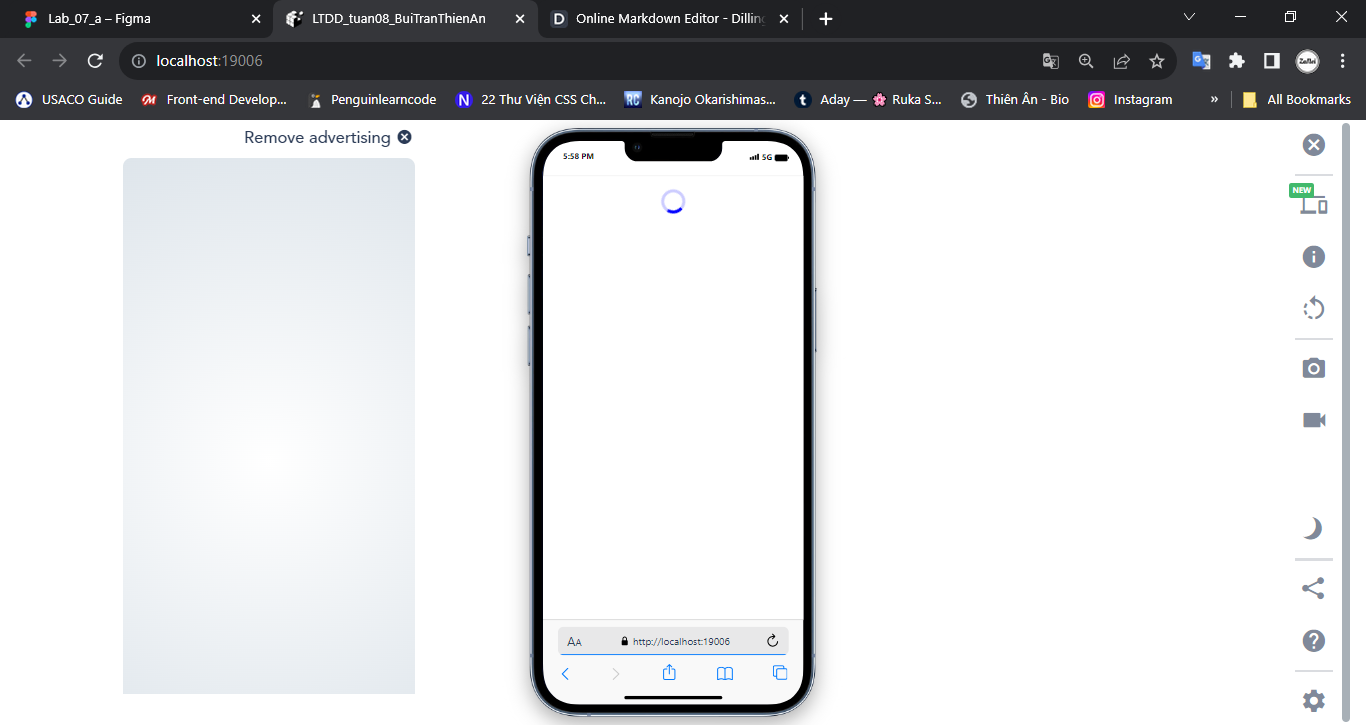 Lab_07_a – Figma
LTDD_tuan08_BuiTranThienAn
Online Markdown Editor - Dilling
localhost:19006
USACO Guide
Front-end Develop...
Penguinlearncode
22 Thư Viện CSS Ch...
Kanojo Okarishimas...
Aday — 🌸 Ruka S...
Thiên Ân - Bio
Instagram
»
All Bookmarks
Remove advertising
5:58 PM
5G
NEW
AA
http://localhost:19006